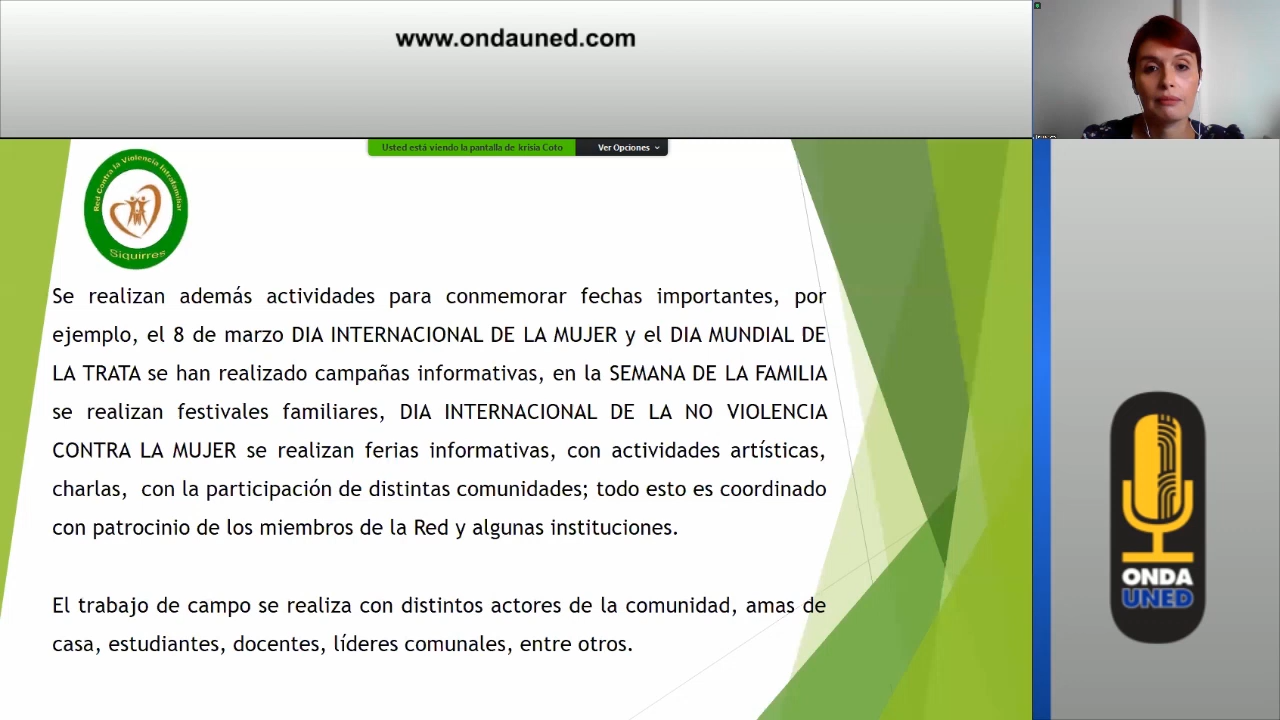 www.ondauned.com
Usted está viendo la pantalla de krisia Coto
Ver Opciones
Red Contra la Violencia Intrafamiliar
Siquirres
Se realizan además actividades para conmemorar fechas importantes, por
ejemplo, el 8 de marzo DIA INTERNACIONAL DE LA MUJER y el DIA MUNDIAL DE
LA TRATA se han realizado campañas informativas, en la SEMANA DE LA FAMILIA
se realizan festivales familiares, DIA INTERNACIONAL DE LA NO VIOLENCIA
CONTRA LA MUJER se realizan ferias informativas, con actividades artísticas,
charlas, con la participación de distintas comunidades; todo esto es coordinado
con patrocinio de los miembros de la Red y algunas instituciones.
El trabajo de campo se realiza con distintos actores de la comunidad, amas de
casa, estudiantes, docentes, líderes comunales, entre otros.
ONDA
UNED